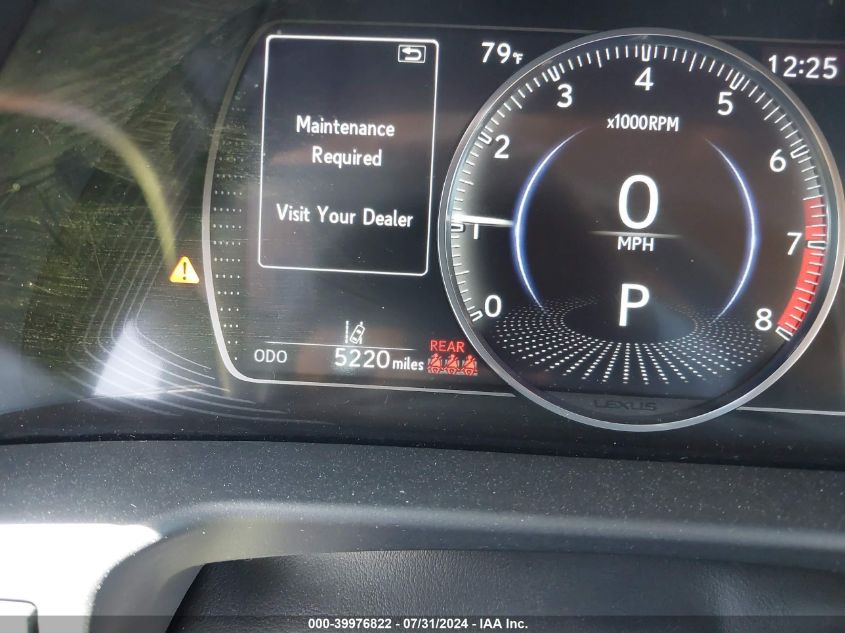 79°F
12:25
Maintenance
Required
Visit Your Dealer
x1000RPM
0
1
2
3
4
5
6
7
8
0
MPH
P
ODO 5220 miles
REAR
LEXUS
000-39976822 - 07/31/2024 - IAA Inc.